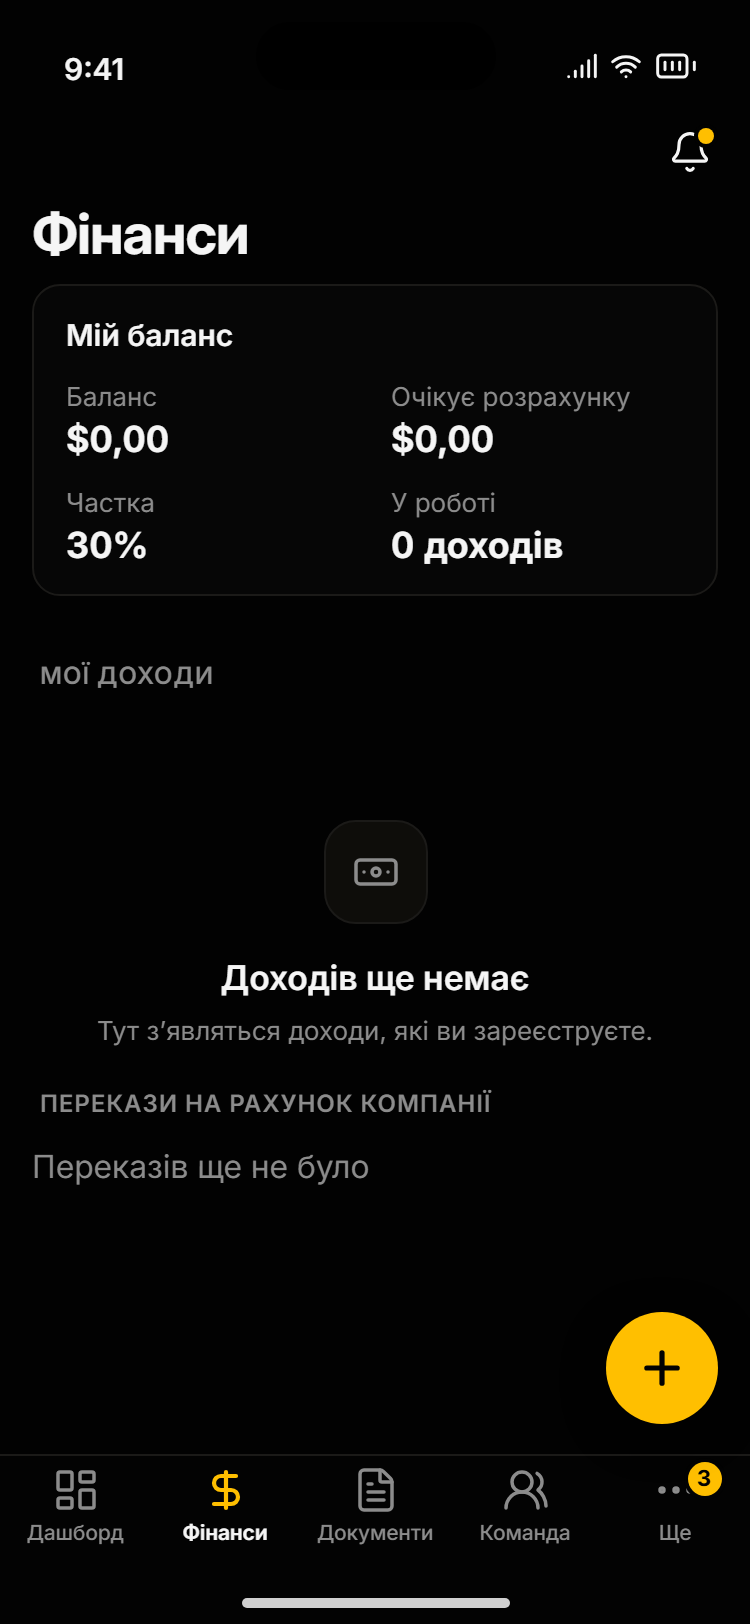 9:41
Фінанси
Мій баланс
Баланс
Очікує розрахунку
$0,00
$0,00
Частка
У роботі
30%
0 доходів
МОЇ ДОХОДИ
Доходів ще немає
Тут з’являться доходи, які ви зареєструєте.
ПЕРЕКАЗИ НА РАХУНОК КОМПАНІЇ
Переказів ще не було
3
Дашборд
Фінанси
Документи
Команда
Ще